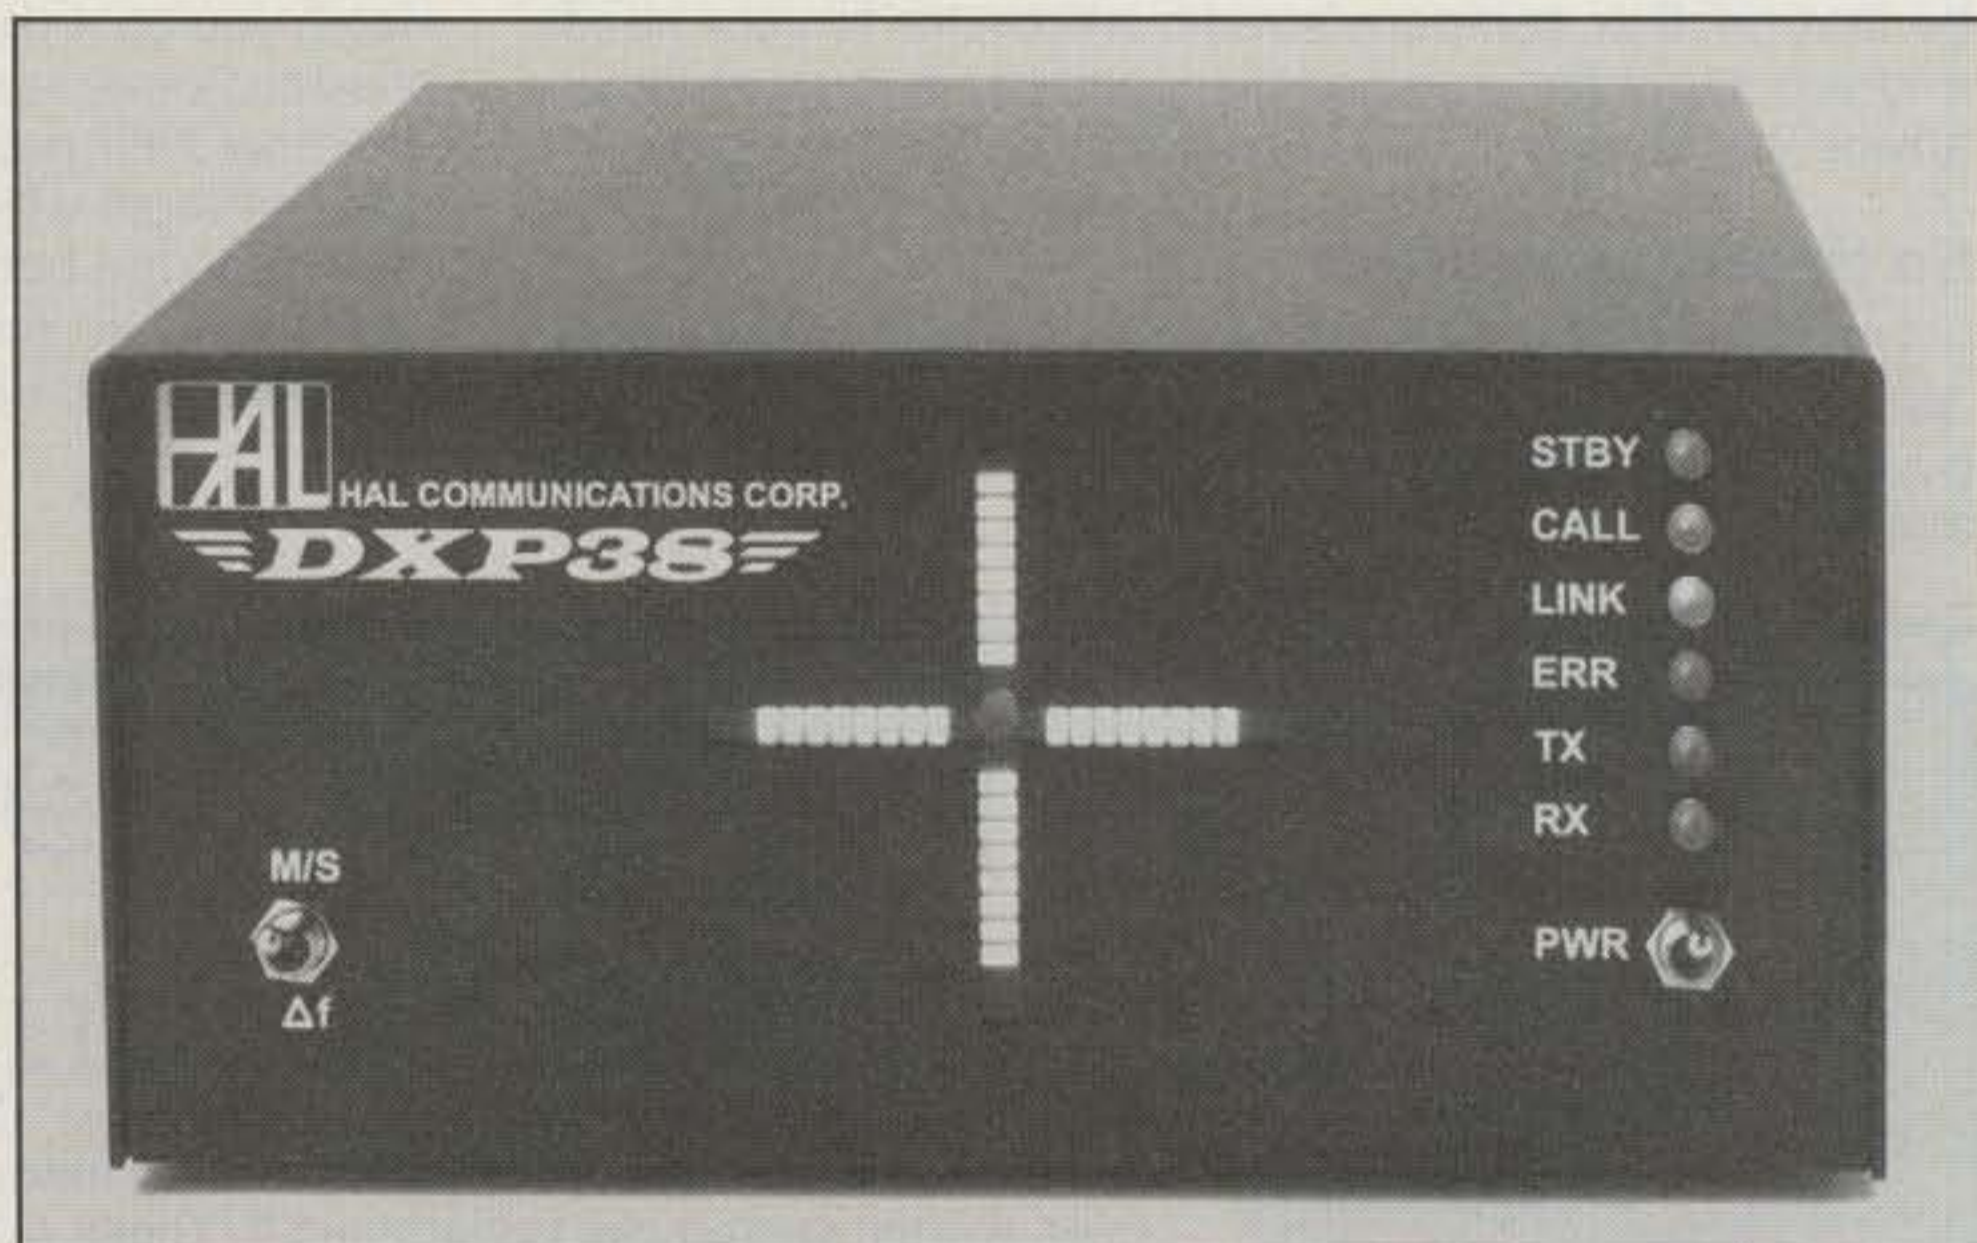 HAL
HAL COMMUNICATIONS CORP.
DXP38
STBY
CALL
LINK
ERR
TX
RX
PWR
M/S
Δf